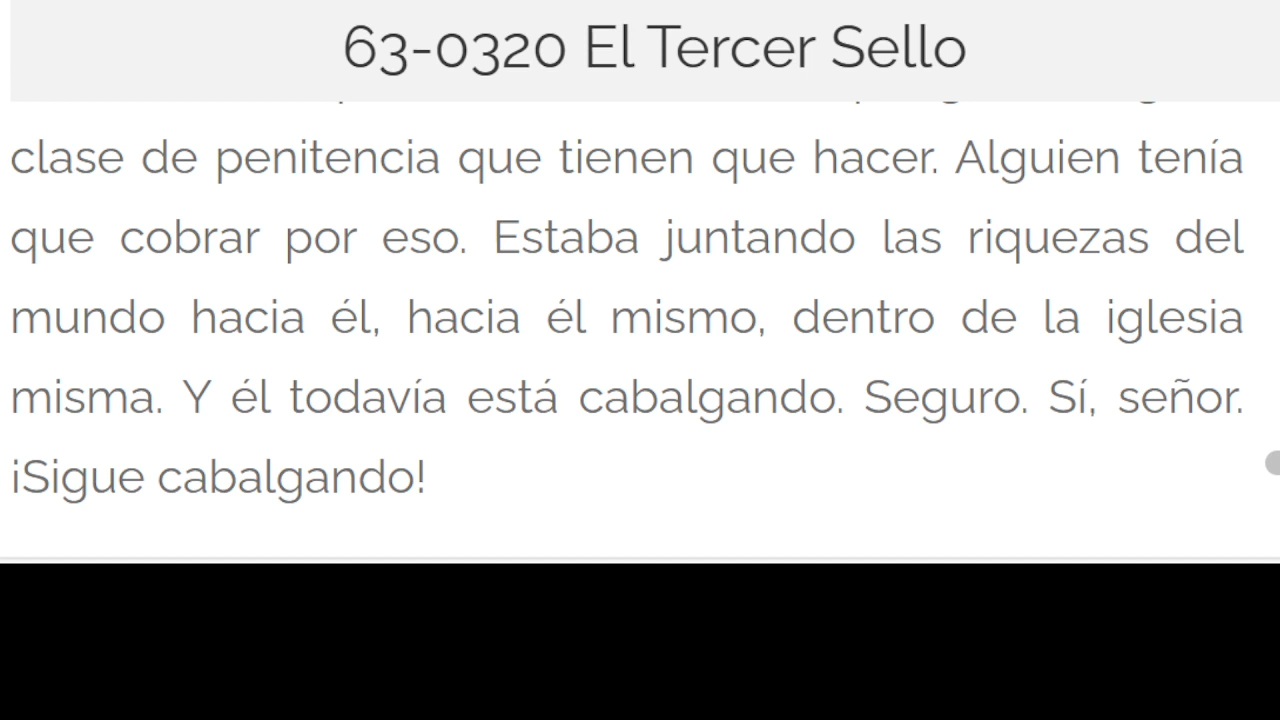 63-0320 El Tercer Sello
clase de penitencia que tienen que hacer. Alguien tenía
que cobrar por eso. Estaba juntando las riquezas del
mundo hacia él, hacia él mismo, dentro de la iglesia
misma. Y él todavía está cabalgando. Seguro. Sí, señor.
¡Sigue cabalgando!